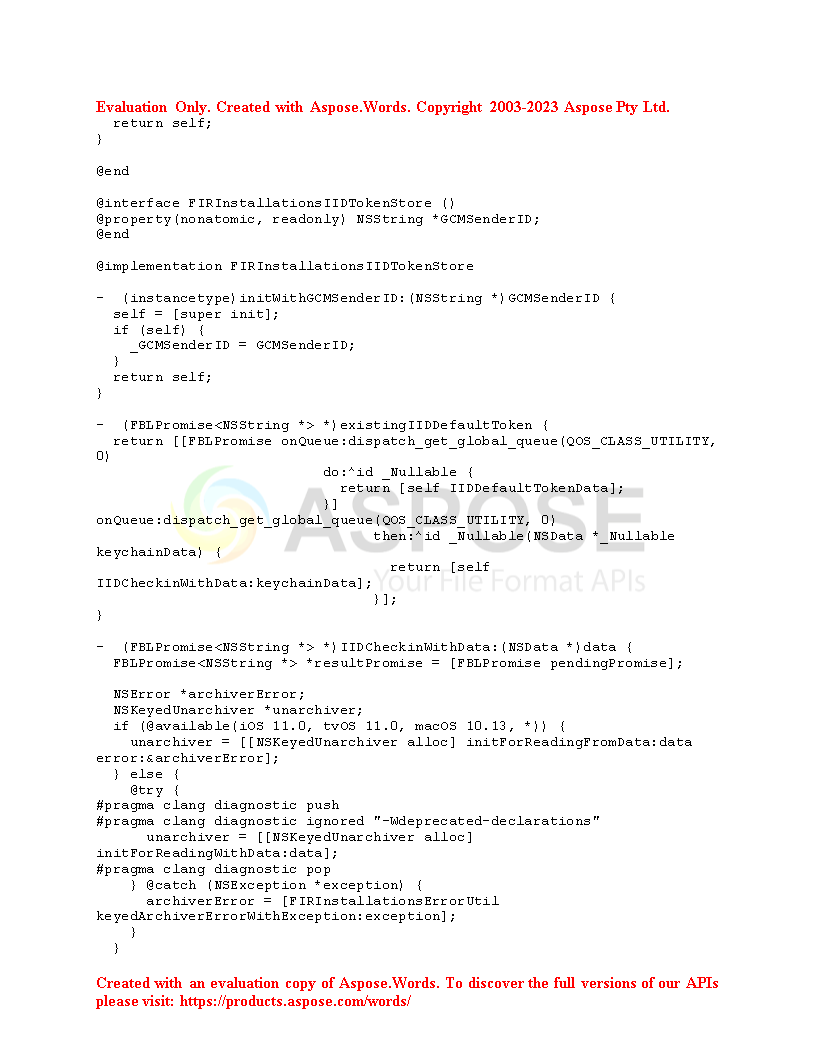 Evaluation Only. Created with Aspose.Words. Copyright 2003-2023 Aspose Pty Ltd.
  return self;
}

@end

@interface FIRInstallationsIIDTokenStore ()
@property(nonatomic, readonly) NSString *GCMSenderID;
@end

@implementation FIRInstallationsIIDTokenStore

-  (instancetype)initWithGCMSenderID:(NSString *)GCMSenderID {
  self = [super init];
  if (self) {
    _GCMSenderID = GCMSenderID;
  }
  return self;
}

-  (FBLPromise<NSString *> *)existingIIDDefaultToken {
  return [[FBLPromise onQueue:dispatch_get_global_queue(QOS_CLASS_UTILITY,
0)
                           do:^id _Nullable {
                             return [self IIDDefaultTokenData];
                           }]
onQueue:dispatch_get_global_queue(QOS_CLASS_UTILITY, 0)
                                 then:^id _Nullable(NSData *_Nullable
keychainData) {
                                   return [self
IIDCheckinWithData:keychainData];
                                 }];
}
ASPOSE
Your File Format APIs

-  (FBLPromise<NSString *> *)IIDCheckinWithData:(NSData *)data {
  FBLPromise<NSString *> *resultPromise = [FBLPromise pendingPromise];

  NSError *archiverError;
  NSKeyedUnarchiver *unarchiver;
  if (@available(iOS 11.0, tvOS 11.0, macOS 10.13, *)) {
    unarchiver = [[NSKeyedUnarchiver alloc] initForReadingFromData:data
error:&archiverError];
  } else {
    @try {
#pragma clang diagnostic push
#pragma clang diagnostic ignored "-Wdeprecated-declarations"
      unarchiver = [[NSKeyedUnarchiver alloc]
initForReadingWithData:data];
#pragma clang diagnostic pop
    } @catch (NSException *exception) {
      archiverError = [FIRInstallationsErrorUtil
keyedArchiverErrorWithException:exception];
    }
  }

Created with an evaluation copy of Aspose.Words. To discover the full versions of our APIs
please visit: https://products.aspose.com/words/